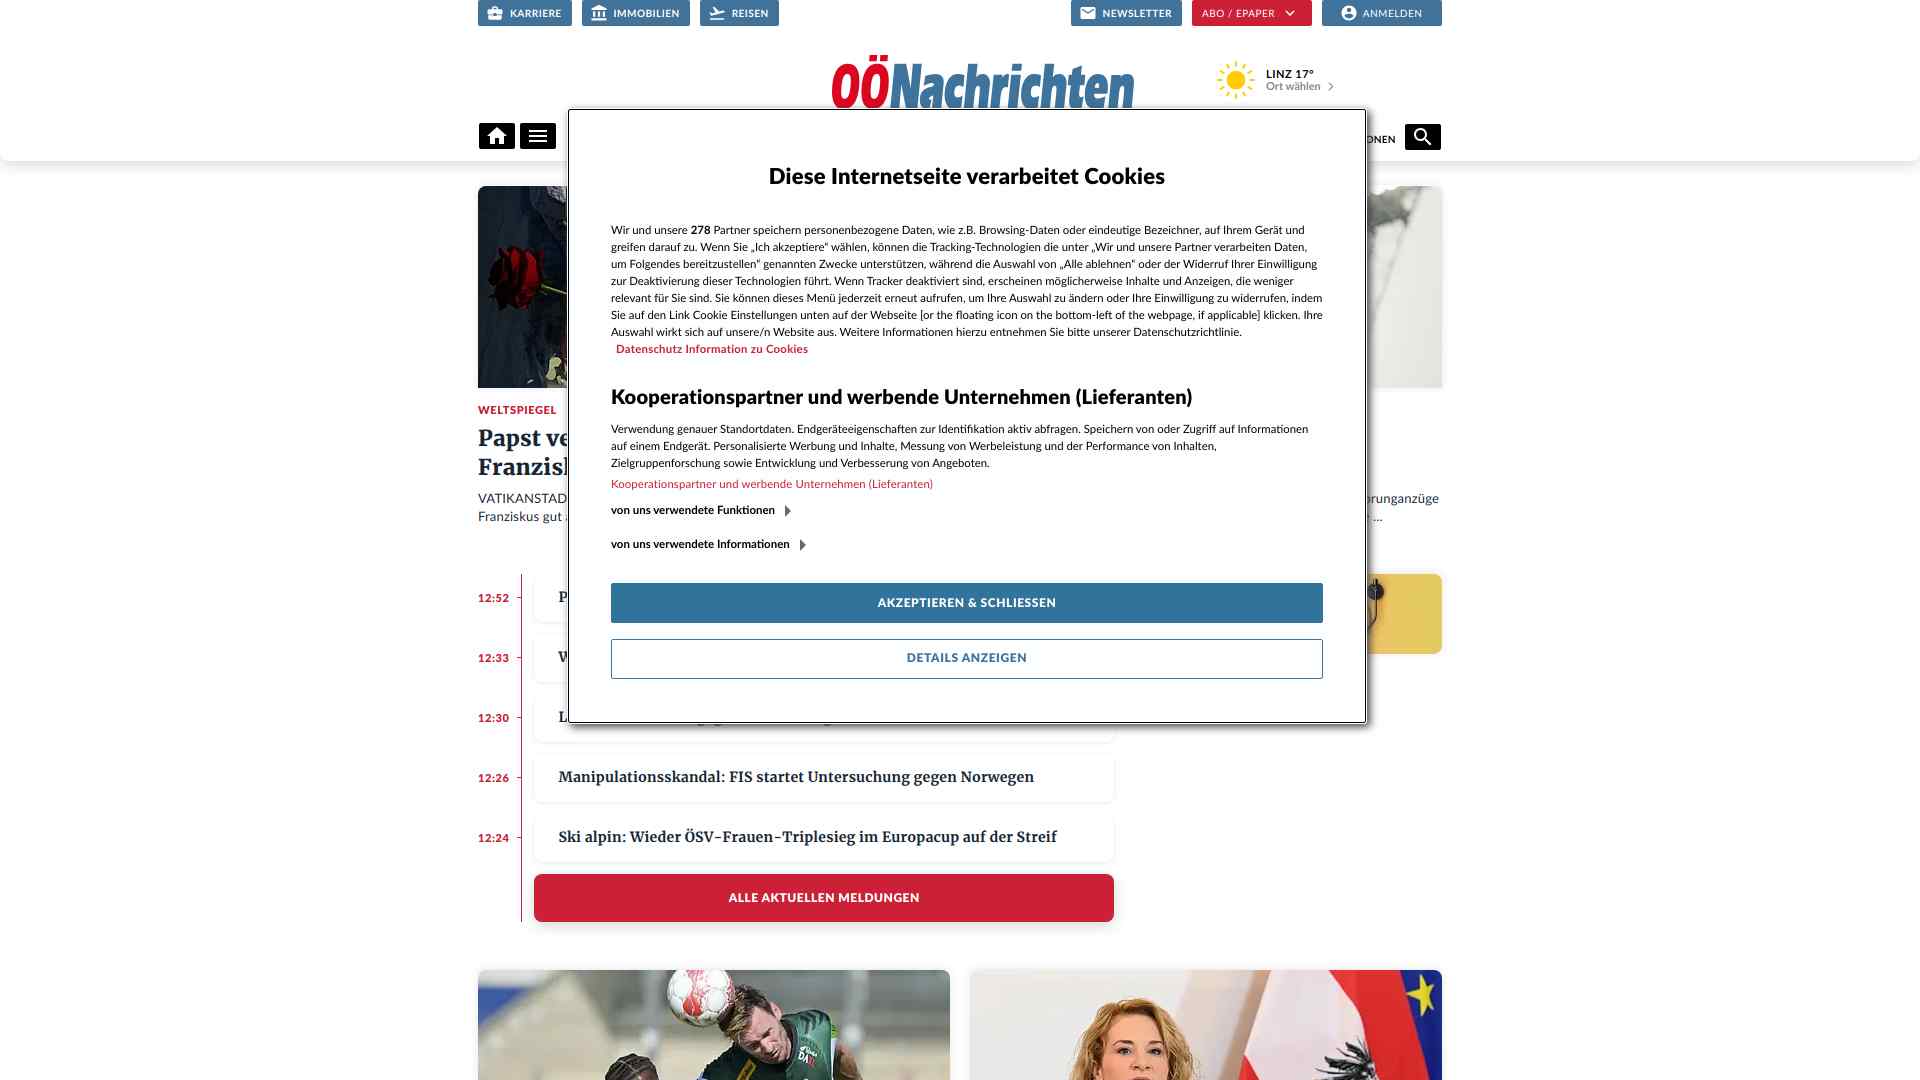 KARRIERE
IMMOBILIEN
REISEN
NEWSLETTER
ABO / EPAPER
ANMELDEN
OÖNachrichten
LINZ 17°
Ort wählen
Diese Internetseite verarbeitet Cookies
Wir und unsere 278 Partner speichern personenbezogene Daten, wie z.B. Browsing-Daten oder eindeutige Bezeichner, auf Ihrem Gerät und
greifen darauf zu. Wenn Sie „Ich akzeptiere“ wählen, können die Tracking-Technologien die unter „Wir und unsere Partner verarbeiten Daten,
um Folgendes bereitzustellen“ genannten Zwecke unterstützen, während die Auswahl von „Alle ablehnen“ oder der Widerruf Ihrer Einwilligung
zur Deaktivierung dieser Technologien führt. Wenn Tracker deaktiviert sind, erscheinen möglicherweise Inhalte und Anzeigen, die weniger
relevant für Sie sind. Sie können dieses Menü jederzeit erneut aufrufen, um Ihre Auswahl zu ändern oder Ihre Einwilligung zu widerrufen, indem
Sie auf den Link Cookie Einstellungen unten auf der Webseite [or the floating icon on the bottom-left of the webpage, if applicable] klicken. Ihre
Auswahl wirkt sich auf unsere/n Website aus. Weitere Informationen hierzu entnehmen Sie bitte unserer Datenschutzrichtlinie.
Datenschutz Information zu Cookies
Kooperationspartner und werbende Unternehmen (Lieferanten)
Verwendung genauer Standortdaten. Endgeräteeigenschaften zur Identifikation aktiv abfragen. Speichern von oder Zugriff auf Informationen
auf einem Endgerät. Personalisierte Werbung und Inhalte, Messung von Werbeleistung und der Performance von Inhalten,
Zielgruppenforschung sowie Entwicklung und Verbesserung von Angeboten.
Kooperationspartner und werbende Unternehmen (Lieferanten)
von uns verwendete Funktionen
von uns verwendete Informationen
AKZEPTIEREN & SCHLIESSEN
DETAILS ANZEIGEN
WELTSPIEGEL
Papst
Franziskus gut
12:52
12:33
12:30
12:26
Manipulationsskandal: FIS startet Untersuchung gegen Norwegen
12:24
Ski alpin: Wieder ÖSV-Frauen-Triplesieg im Europacup auf der Streif
ALLE AKTUELLEN MELDUNGEN